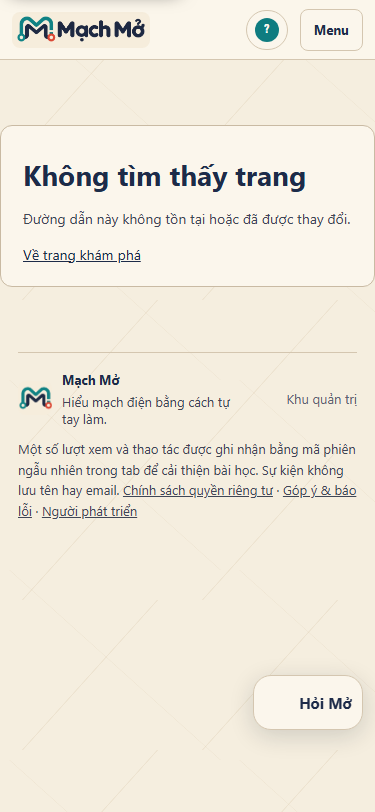 Mạch Mở
?
Menu
Không tìm thấy trang
Đường dẫn này không tồn tại hoặc đã được thay đổi.
Về trang khám phá
Mạch Mở
Hiểu mạch điện bằng cách tự
tay làm.
Khu quản trị
Một số lượt xem và thao tác được ghi nhận bằng mã phiên
ngẫu nhiên trong tab để cải thiện bài học. Sự kiện không
lưu tên hay email. Chính sách quyền riêng tư · Góp ý & báo
lỗi · Người phát triển
Hỏi Mở